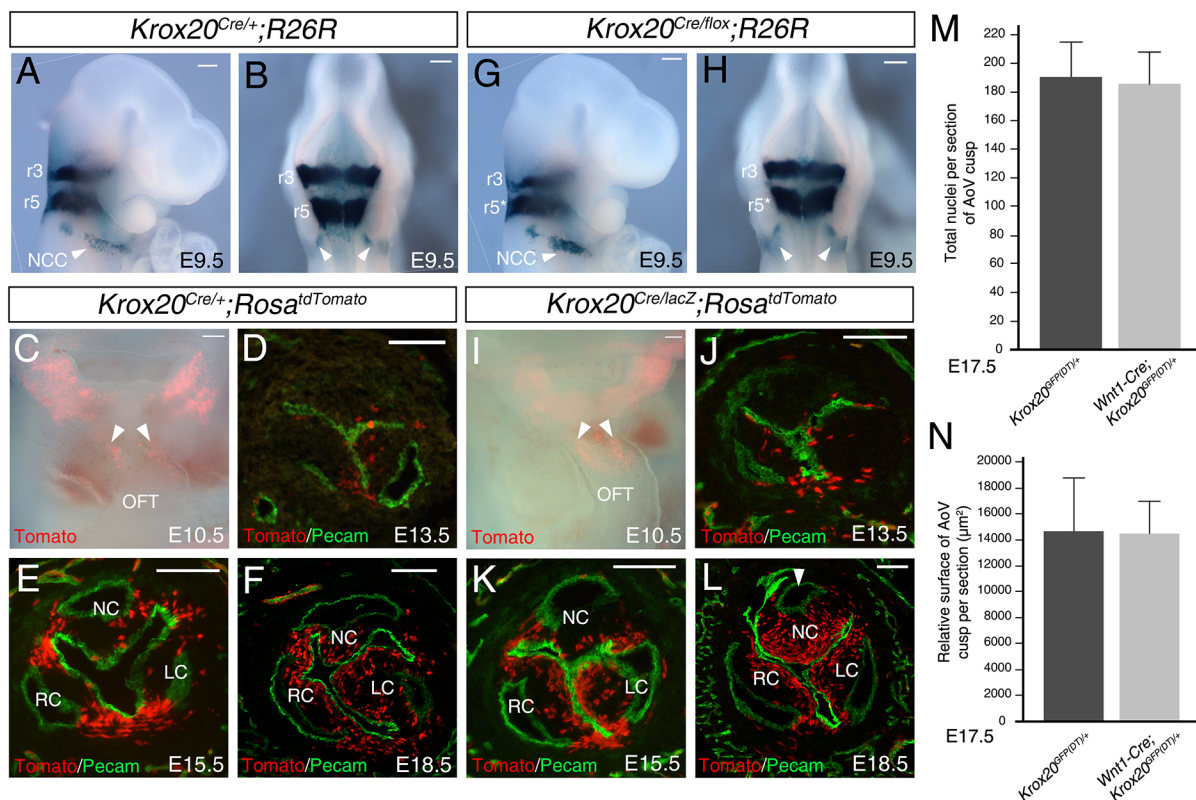 Krox20Cre/+;R26R
A
r3
r5
NCC
E9.5
B
r3
r5
E9.5
Krox20Cre/flox;R26R
G
r3
r5*
NCC
E9.5
H
r3
r5*
E9.5
Krox20Cre/+;RosatdTomato
C
OFT
Tomato
E10.5
D
Tomato/Pecam
E13.5
Krox20Cre/lacZ;RosatdTomato
I
OFT
Tomato
E10.5
J
Tomato/Pecam
E13.5
E
NC
LC
RC
Tomato/Pecam
E15.5
F
NC
RC
LC
Tomato/Pecam
E18.5
K
NC
RC
LC
Tomato/Pecam
E15.5
L
NC
RC
LC
Tomato/Pecam
E18.5
M
Total nuclei per section
of AoV cusp
220
200
180
160
140
120
100
80
60
40
20
0
E17.5
Krox20GFP(DT)/+
Wnt1-Cre;
Krox20GFP(DT)/+
N
Relative surface of AoV
cusp per section (µm²)
20000
18000
16000
14000
12000
10000
8000
6000
4000
2000
0
E17.5
Krox20GFP(DT)/+
Wnt1-Cre;
Krox20GFP(DT)/+